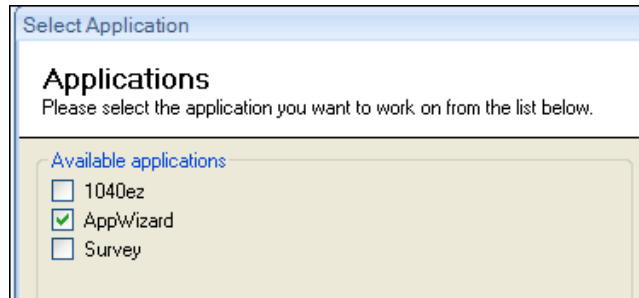 Select Application
Applications
Please select the application you want to work on from the list below.
Available applications
1040ez
AppWizard
Survey